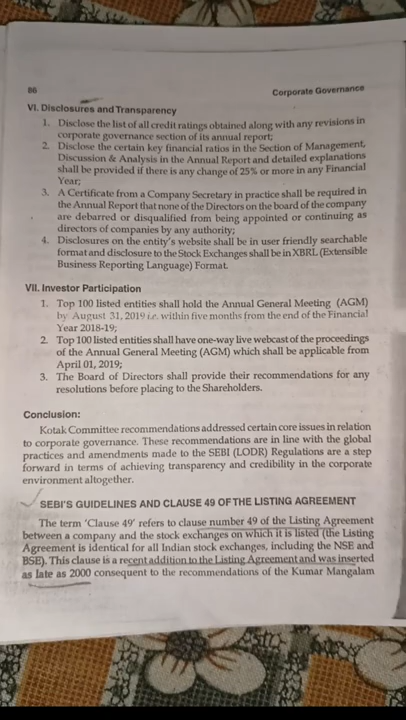 86
Corporate Governance
VI. Disclosures and Transparency
1. Disclose the list of all credit ratings obtained along with any revisions in
corporate governance section of its annual report;
2. Disclose the certain key financial ratios in the Section of Management,
Discussion & Analysis in the Annual Report and detailed explanations
shall be provided if there is any change of 25% or more in any Financial
Year;
3. A Certificate from a Company Secretary in practice shall be required in
the Annual Report that none of the Directors on the board of the company
are debarred or disqualified from being appointed or continuing as
directors of companies by any authority;
4. Disclosures on the entity's website shall be in user friendly searchable
format and disclosure to the Stock Exchanges shall be in XBRL (Extensible
Business Reporting Language) Format.
VII. Investor Participation
1. Top 100 listed entities shall hold the Annual General Meeting (AGM)
by August 31, 2019 i.e. within five months from the end of the Financial
Year 2018-19;
2. Top 100 listed entities shall have one-way live webcast of the proceedings
of the Annual General Meeting (AGM) which shall be applicable from
April 01, 2019;
3. The Board of Directors shall provide their recommendations for any
resolutions before placing to the Shareholders.
Conclusion:
Kotak Committee recommendations addressed certain core issues in relation
to corporate governance. These recommendations are in line with the global
practices and amendments made to the SEBI (LODR) Regulations are a step
forward in terms of achieving transparency and credibility in the corporate
environment altogether.
SEBI'S GUIDELINES AND CLAUSE 49 OF THE LISTING AGREEMENT
The term 'Clause 49' refers to clause number 49 of the Listing Agreement
between a company and the stock exchanges on which it is listed (the Listing
Agreement is identical for all Indian stock exchanges, including the NSE and
BSE). This clause is a recent addition to the Listing Agreement and was inserted
as late as 2000 consequent to the recommendations of the Kumar Mangalam